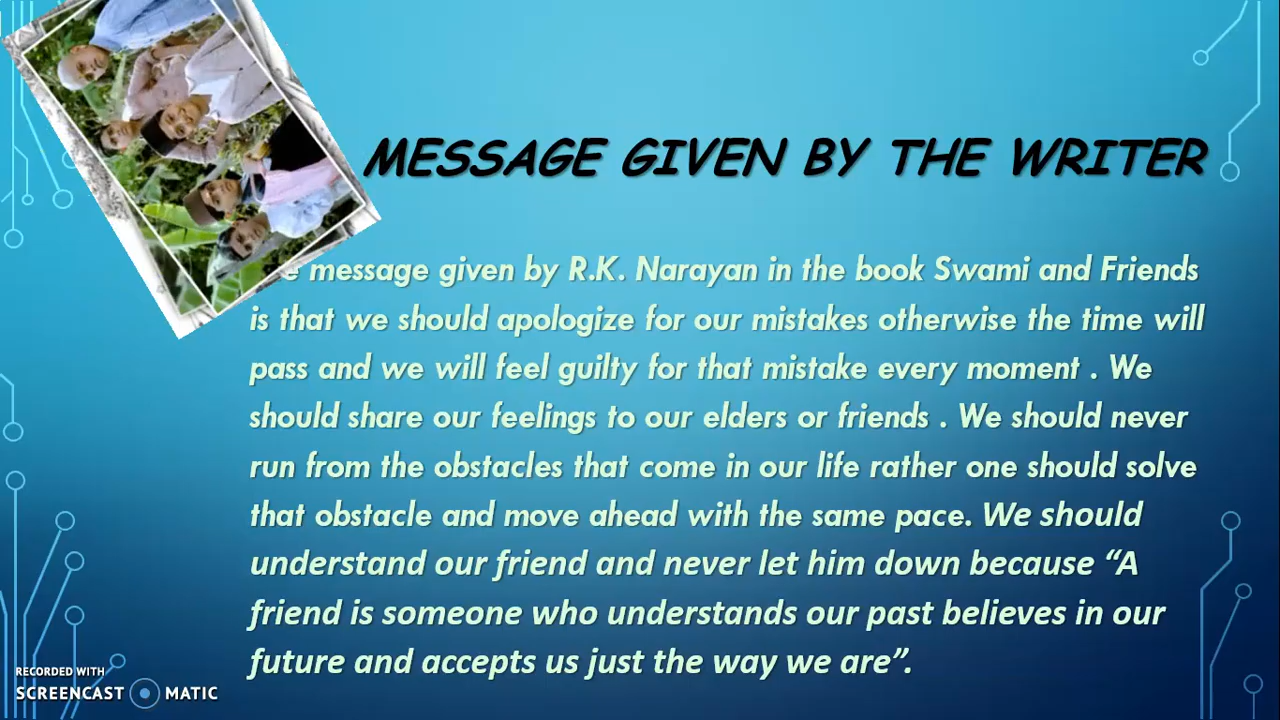 MESSAGE GIVEN BY THE WRITER
message given by R.K. Narayan in the book Swami and Friends
is that we should apologize for our mistakes otherwise the time will
pass and we will feel guilty for that mistake every moment . We
should share our feelings to our elders or friends . We should never
run from the obstacles that come in our life rather one should solve
that obstacle and move ahead with the same pace. We should
understand our friend and never let him down because “A
friend is someone who understands our past believes in our
future and accepts us just the way we are”.
RECORDED WITH
SCREENCAST MATIC